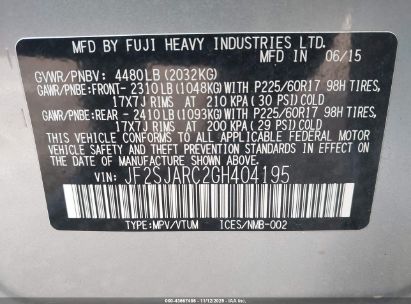 MFD BY FUJI HEAVY INDUSTRIES LTD.
GVWR/PNBV: 4480LB (2032KG) IN 06/15
GAWR/PNBE:FRONT- 2310LB (1048KG)WITH P225/60R17 98H TIRES,
17X7J RIMS AT 210 KPA (30 PSI)COLD
GAWR/PNBE:REAR - 2410LB (1093KG)WITH P225/60R17 98H TIRES,
17X7J RIMS AT 200 KPA (29 PSI)COLD
THIS VEHICLE CONFORMS TO ALL APPLICABLE FEDERAL MOTOR
VEHICLE SAFETY, BUMPER, AND THEFT PREVENTION STANDARDS
IN EFFECT ON THE DATE OF MANUFACTURE SHOWN ABOVE.
VIN: JF2SJARC2GH404195
TYPE:MPV/VTUM ICES/NMB-002